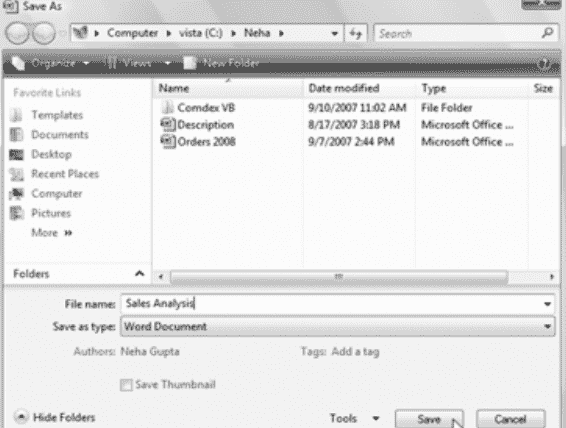 Save As
Computer ▸ vista (C:) ▸ Neha ▸ Search
Organize Views New Folder
Favorite Links
Templates
Documents
Desktop
Recent Places
Computer
Pictures
More »
Name Date modified Type Size
Comdex VB 9/10/2007 11:02 AM File Folder
Description 8/17/2007 3:18 PM Microsoft Office ...
Orders 2008 9/7/2007 2:44 PM Microsoft Office ...
Folders
File name: Sales Analysis
Save as type: Word Document
Authors: Neha Gupta Tags: Add a tag
Save Thumbnail
Hide Folders Tools Save Cancel